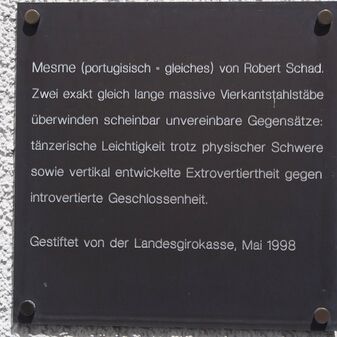 Mesme (portugisisch = gleiches) von Robert Schad.
Zwei exakt gleich lange massive Vierkantstahlstäbe
überwinden scheinbar unvereinbare Gegensätze:
tänzerische Leichtigkeit trotz physischer Schwere
sowie vertikal entwickelte Extrovertiertheit gegen
introvertierte Geschlossenheit.
Gestiftet von der Landesgirokasse, Mai 1998